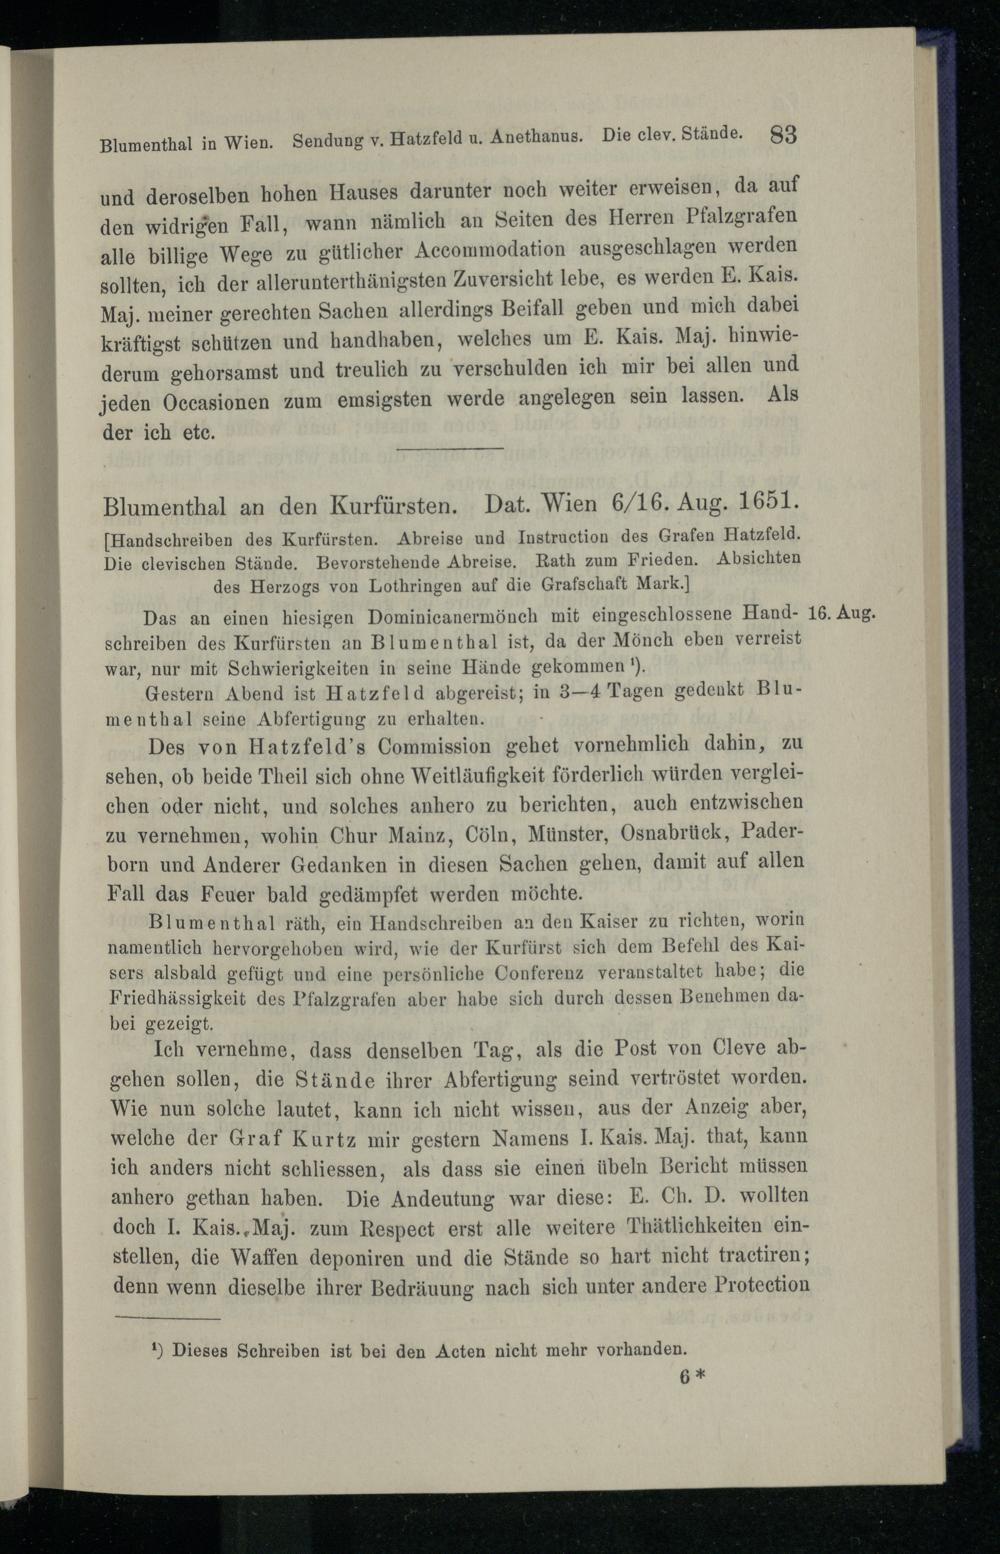 Blumenthal in Wien. Sendung v. Hatzfeld u. Anethanus. Die clev. Stände. 83
und deroselben hohen Hauses darunter noch weiter erweisen, da auf
den widrigen Fall, wann nämlich an Seiten des Herren Pfalzgrafen
alle billige Wege zu gütlicher Accommodation ausgeschlagen werden
sollten, ich der allerunterthänigsten Zuversicht lebe, es werden E. Kais.
Maj. meiner gerechten Sachen allerdings Beifall geben und mich dabei
kräftigst schützen und handhaben, welches um E. Kais. Maj. hinwie-
derum gehorsamst und treulich zu verschulden ich mir bei allen und
jeden Occasionen zum emsigsten werde angelegen sein lassen. Als
der ich etc.
Blumenthal an den Kurfürsten. Dat. Wien 6/16. Aug. 1651.
[Handschreiben des Kurfürsten. Abreise und Instruction des Grafen Hatzfeld.
Die clevischen Stände. Bevorstehende Abreise. Rath zum Frieden. Absichten
des Herzogs von Lothringen auf die Grafschaft Mark.]
Das an einen hiesigen Dominicanermönch mit eingeschlossene Hand- 16. Aug.
schreiben des Kurfürsten an Blumenthal ist, da der Mönch eben verreist
war, nur mit Schwierigkeiten in seine Hände gekommen ¹).
Gestern Abend ist Hatzfeld abgereist; in 3—4 Tagen gedenkt Blu-
menthal seine Abfertigung zu erhalten.
Des von Hatzfeld's Commission gehet vornehmlich dahin, zu
sehen, ob beide Theil sich ohne Weitläufigkeit förderlich würden verglei-
chen oder nicht, und solches anhero zu berichten, auch entzwischen
zu vernehmen, wohin Chur Mainz, Cöln, Münster, Osnabrück, Pader-
born und Anderer Gedanken in diesen Sachen gehen, damit auf allen
Fall das Feuer bald gedämpfet werden möchte.
Blumenthal räth, ein Handschreiben an den Kaiser zu richten, worin
namentlich hervorgehoben wird, wie der Kurfürst sich dem Befehl des Kai-
sers alsbald gefügt und eine persönliche Conferenz veranstaltet habe; die
Friedhässigkeit des Pfalzgrafen aber habe sich durch dessen Benehmen da-
bei gezeigt.
Ich vernehme, dass denselben Tag, als die Post von Cleve ab-
gehen sollen, die Stände ihrer Abfertigung seind vertröstet worden.
Wie nun solche lautet, kann ich nicht wissen, aus der Anzeig aber,
welche der Graf Kurtz mir gestern Namens I. Kais. Maj. that, kann
ich anders nicht schliessen, als dass sie einen übeln Bericht müssen
anhero gethan haben. Die Andeutung war diese: E. Ch. D. wollten
doch I. Kais. Maj. zum Respect erst alle weitere Thätlichkeiten ein-
stellen, die Waffen deponiren und die Stände so hart nicht tractiren;
denn wenn dieselbe ihrer Bedräuung nach sich unter andere Protection
¹) Dieses Schreiben ist bei den Acten nicht mehr vorhanden.
6 *